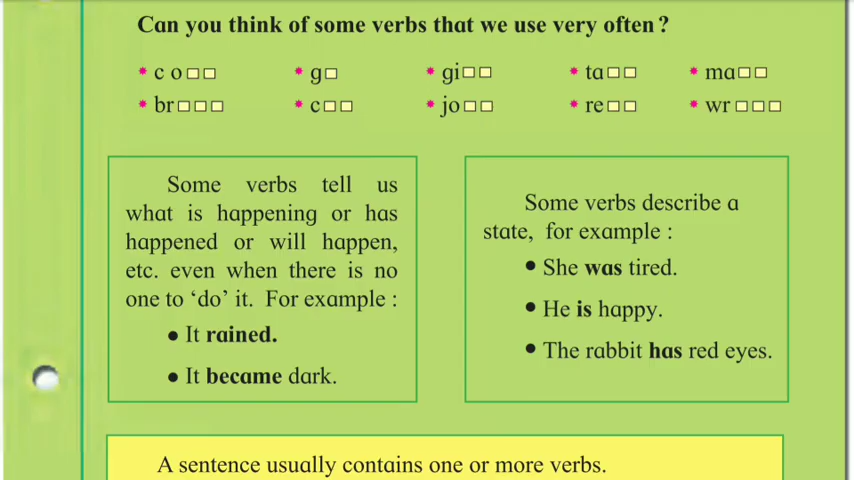 Can you think of some verbs that we use very often?
* c o□□ * g□ * gi□□ * ta□□ * ma□□
* br□□□ * c□□ * jo□□ * re□□ * wr□□□
Some verbs tell us
what is happening or has
happened or will happen,
etc. even when there is no
one to ‘do’ it. For example :
• It rained.
• It became dark.
Some verbs describe a
state, for example :
• She was tired.
• He is happy.
• The rabbit has red eyes.
A sentence usually contains one or more verbs.